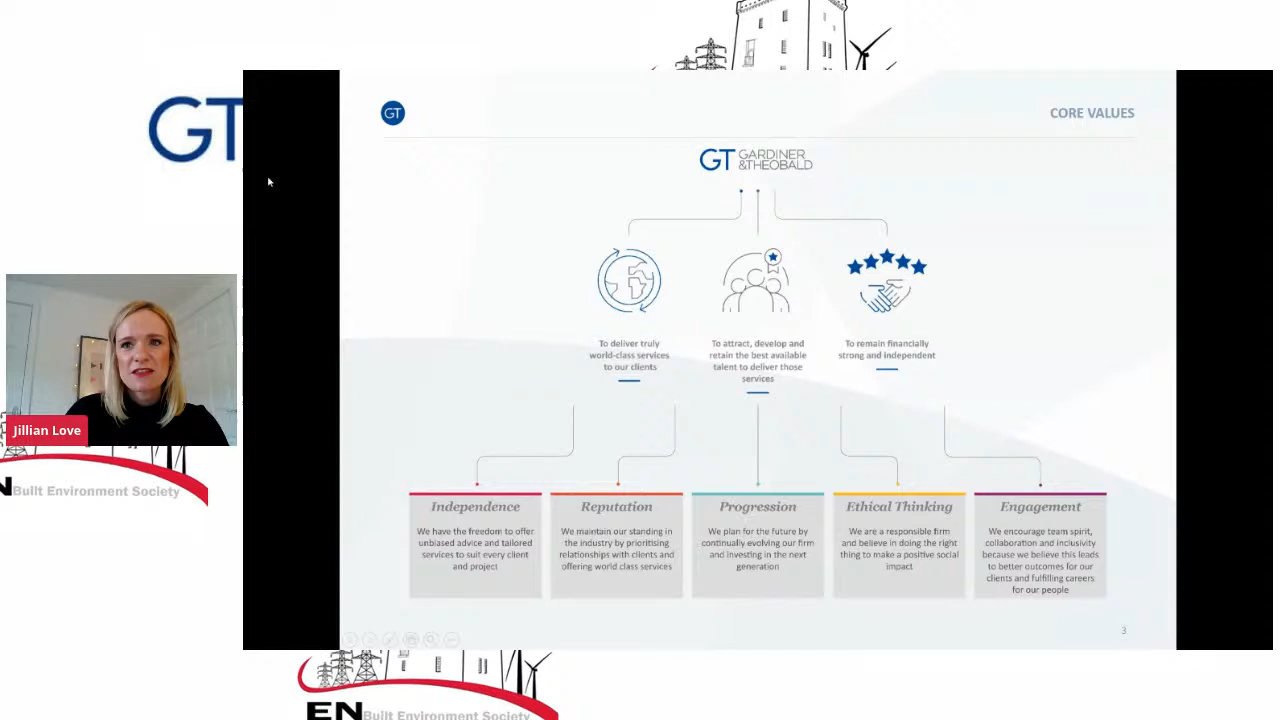 GT
GT
CORE VALUES
GT GARDINER
&THEOBALD
To deliver truly
world-class services
to our clients
To attract, develop and
retain the best available
talent to deliver those
services
To remain financially
strong and independent
Independence
We have the freedom to offer
unbiased advice and tailored
services to suit every client
and project
Reputation
We maintain our standing in
the industry by prioritising
relationships with clients and
offering world class services
Progression
We plan for the future by
continually evolving our firm
and investing in the next
generation
Ethical Thinking
We are a responsible firm
and believe in doing the right
thing to make a positive social
impact
Engagement
We encourage team spirit,
collaboration and inclusivity
because we believe this leads
to better outcomes for our
clients and fulfilling careers
for our people
3
Jillian Love
N Built Environment Society
EN Built Environment Society